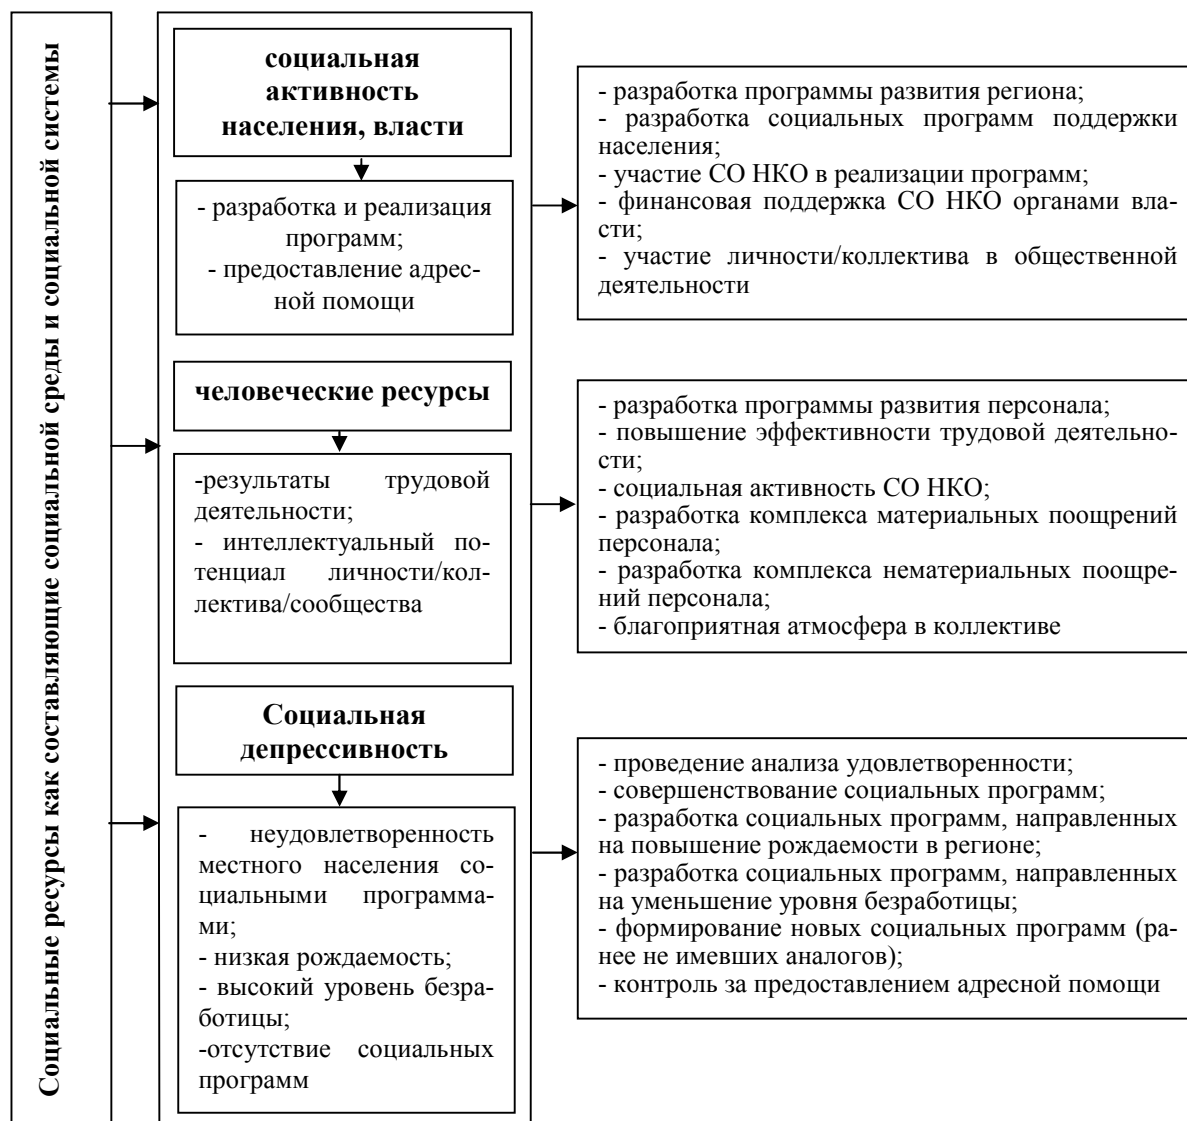 Социальные ресурсы как составляющие социальной среды и социальной системы
социальная
активность
населения, власти
- разработка и реализация
программ;
- предоставление адрес-
ной помощи
- разработка программы развития региона;
- разработка социальных программ поддержки
населения;
- участие СО НКО в реализации программ;
- финансовая поддержка СО НКО органами вла-
сти;
- участие личности/коллектива в общественной
деятельности
человеческие ресурсы
-результаты трудовой
деятельности;
- интеллектуальный по-
тенциал личности/кол-
лектива/сообщества
- разработка программы развития персонала;
- повышение эффективности трудовой деятельно-
сти;
- социальная активность СО НКО;
- разработка комплекса материальных поощрений
персонала;
- разработка комплекса нематериальных поощре-
ний персонала;
- благоприятная атмосфера в коллективе
Социальная
депрессивность
- неудовлетворенность
местного населения со-
циальными программа-
ми;
- низкая рождаемость;
- высокий уровень безра-
ботицы;
-отсутствие социальных
программ
- проведение анализа удовлетворенности;
- совершенствование социальных программ;
- разработка социальных программ, направленных
на повышение рождаемости в регионе;
- разработка социальных программ, направленных
на уменьшение уровня безработицы;
- формирование новых социальных программ (ра-
нее не имевших аналогов);
- контроль за предоставлением адресной помощи